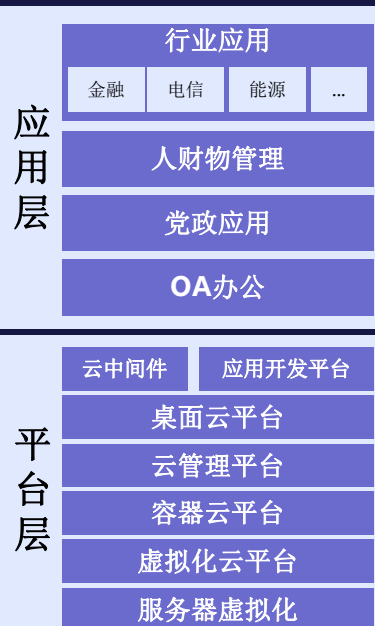 应用层
行业应用
金融 电信 能源 ...
人财物管理
党政应用
OA办公
平台层
云中间件 应用开发平台
桌面云平台
云管理平台
容器云平台
虚拟化云平台
服务器虚拟化